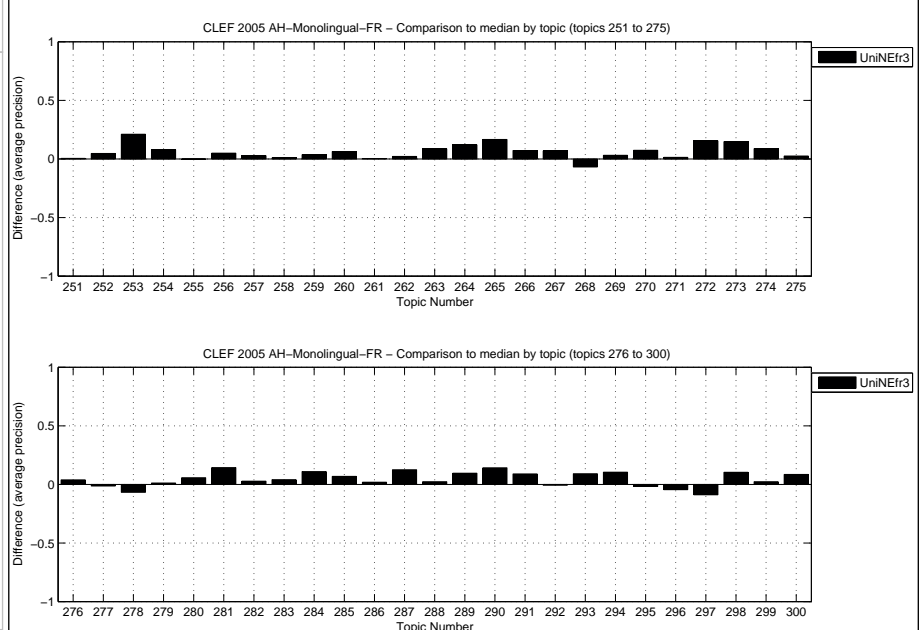 CLEF 2005 AH−Monolingual−FR − Comparison to median by topic (topics 251 to 275)
1
UniNEfr3
0.5
0
−0.5
−1
Difference (average precision)
251 252 253 254 255 256 257 258 259 260 261 262 263 264 265 266 267 268 269 270 271 272 273 274 275
Topic Number
CLEF 2005 AH−Monolingual−FR − Comparison to median by topic (topics 276 to 300)
1
UniNEfr3
0.5
0
−0.5
−1
Difference (average precision)
276 277 278 279 280 281 282 283 284 285 286 287 288 289 290 291 292 293 294 295 296 297 298 299 300
Topic Number